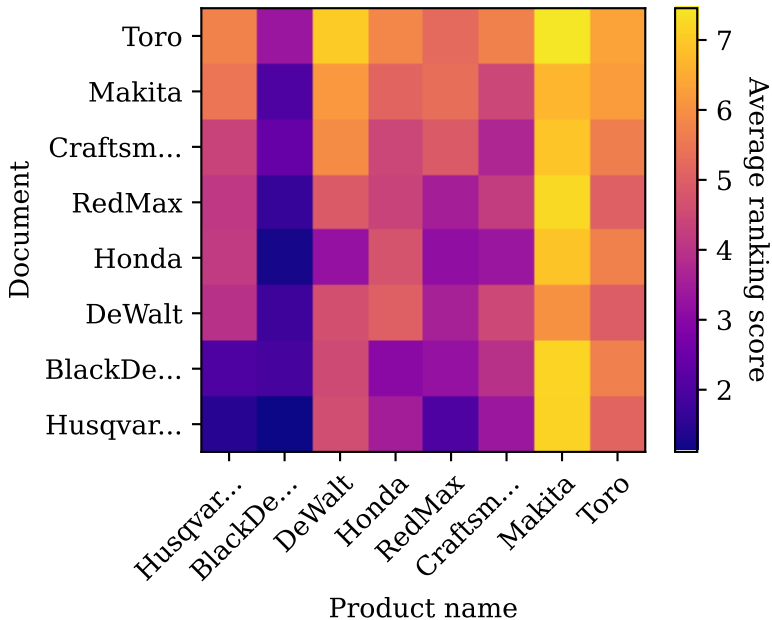 Toro
Makita
Craftsm...
RedMax
Honda
DeWalt
BlackDe...
Husqvar...
Document
Husqvar...
BlackDe...
DeWalt
Honda
RedMax
Craftsm...
Makita
Toro
Product name
7
6
5
4
3
2
Average ranking score